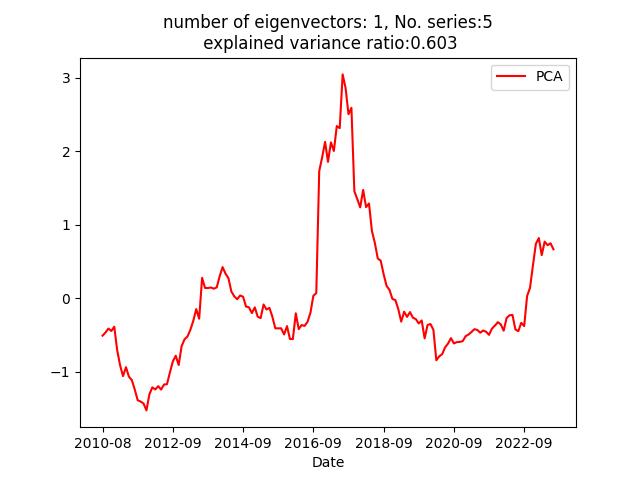 number of eigenvectors: 1, No. series:5
explained variance ratio:0.603
PCA
3
2
1
0
−1
2010-08 2012-09 2014-09 2016-09 2018-09 2020-09 2022-09
Date